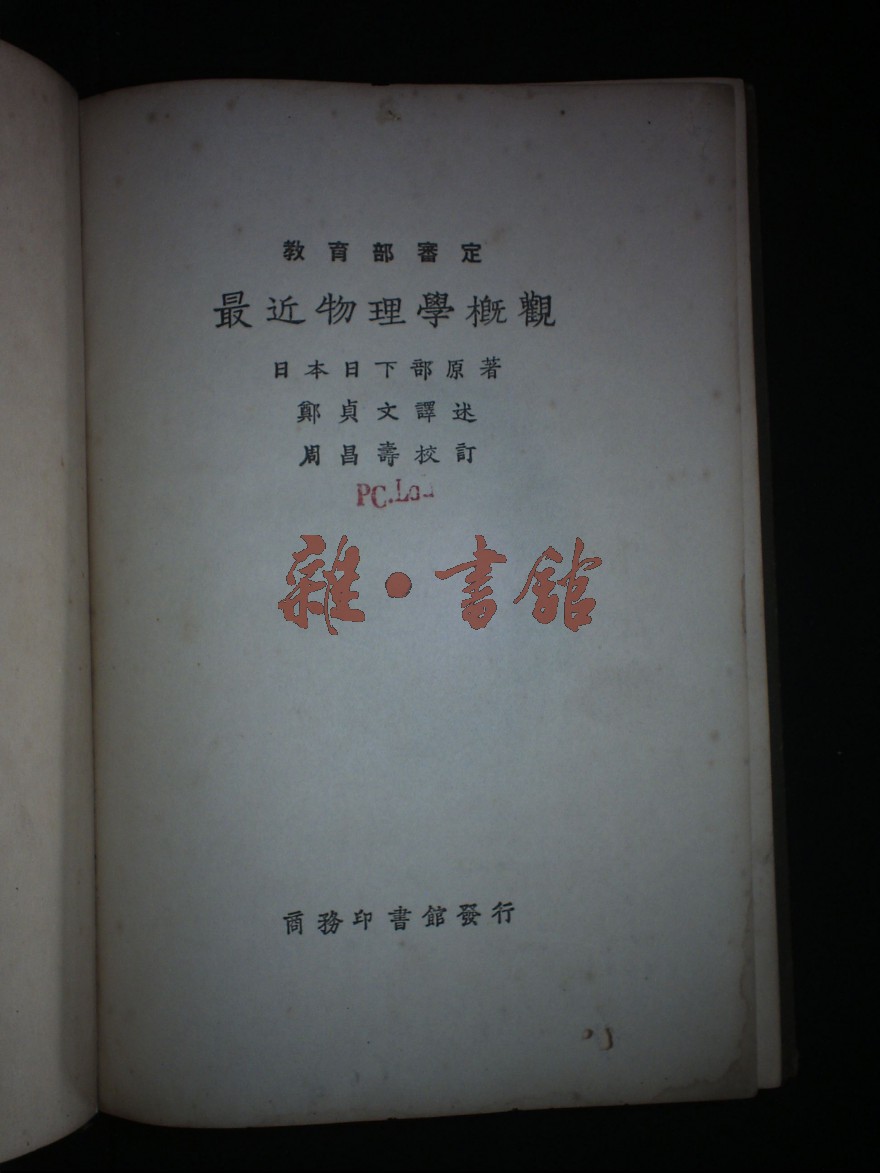 教育部審定
最近物理學概觀
日本日下部原著
鄭貞文譯述
周昌壽校訂
雜·書館
商務印書館發行